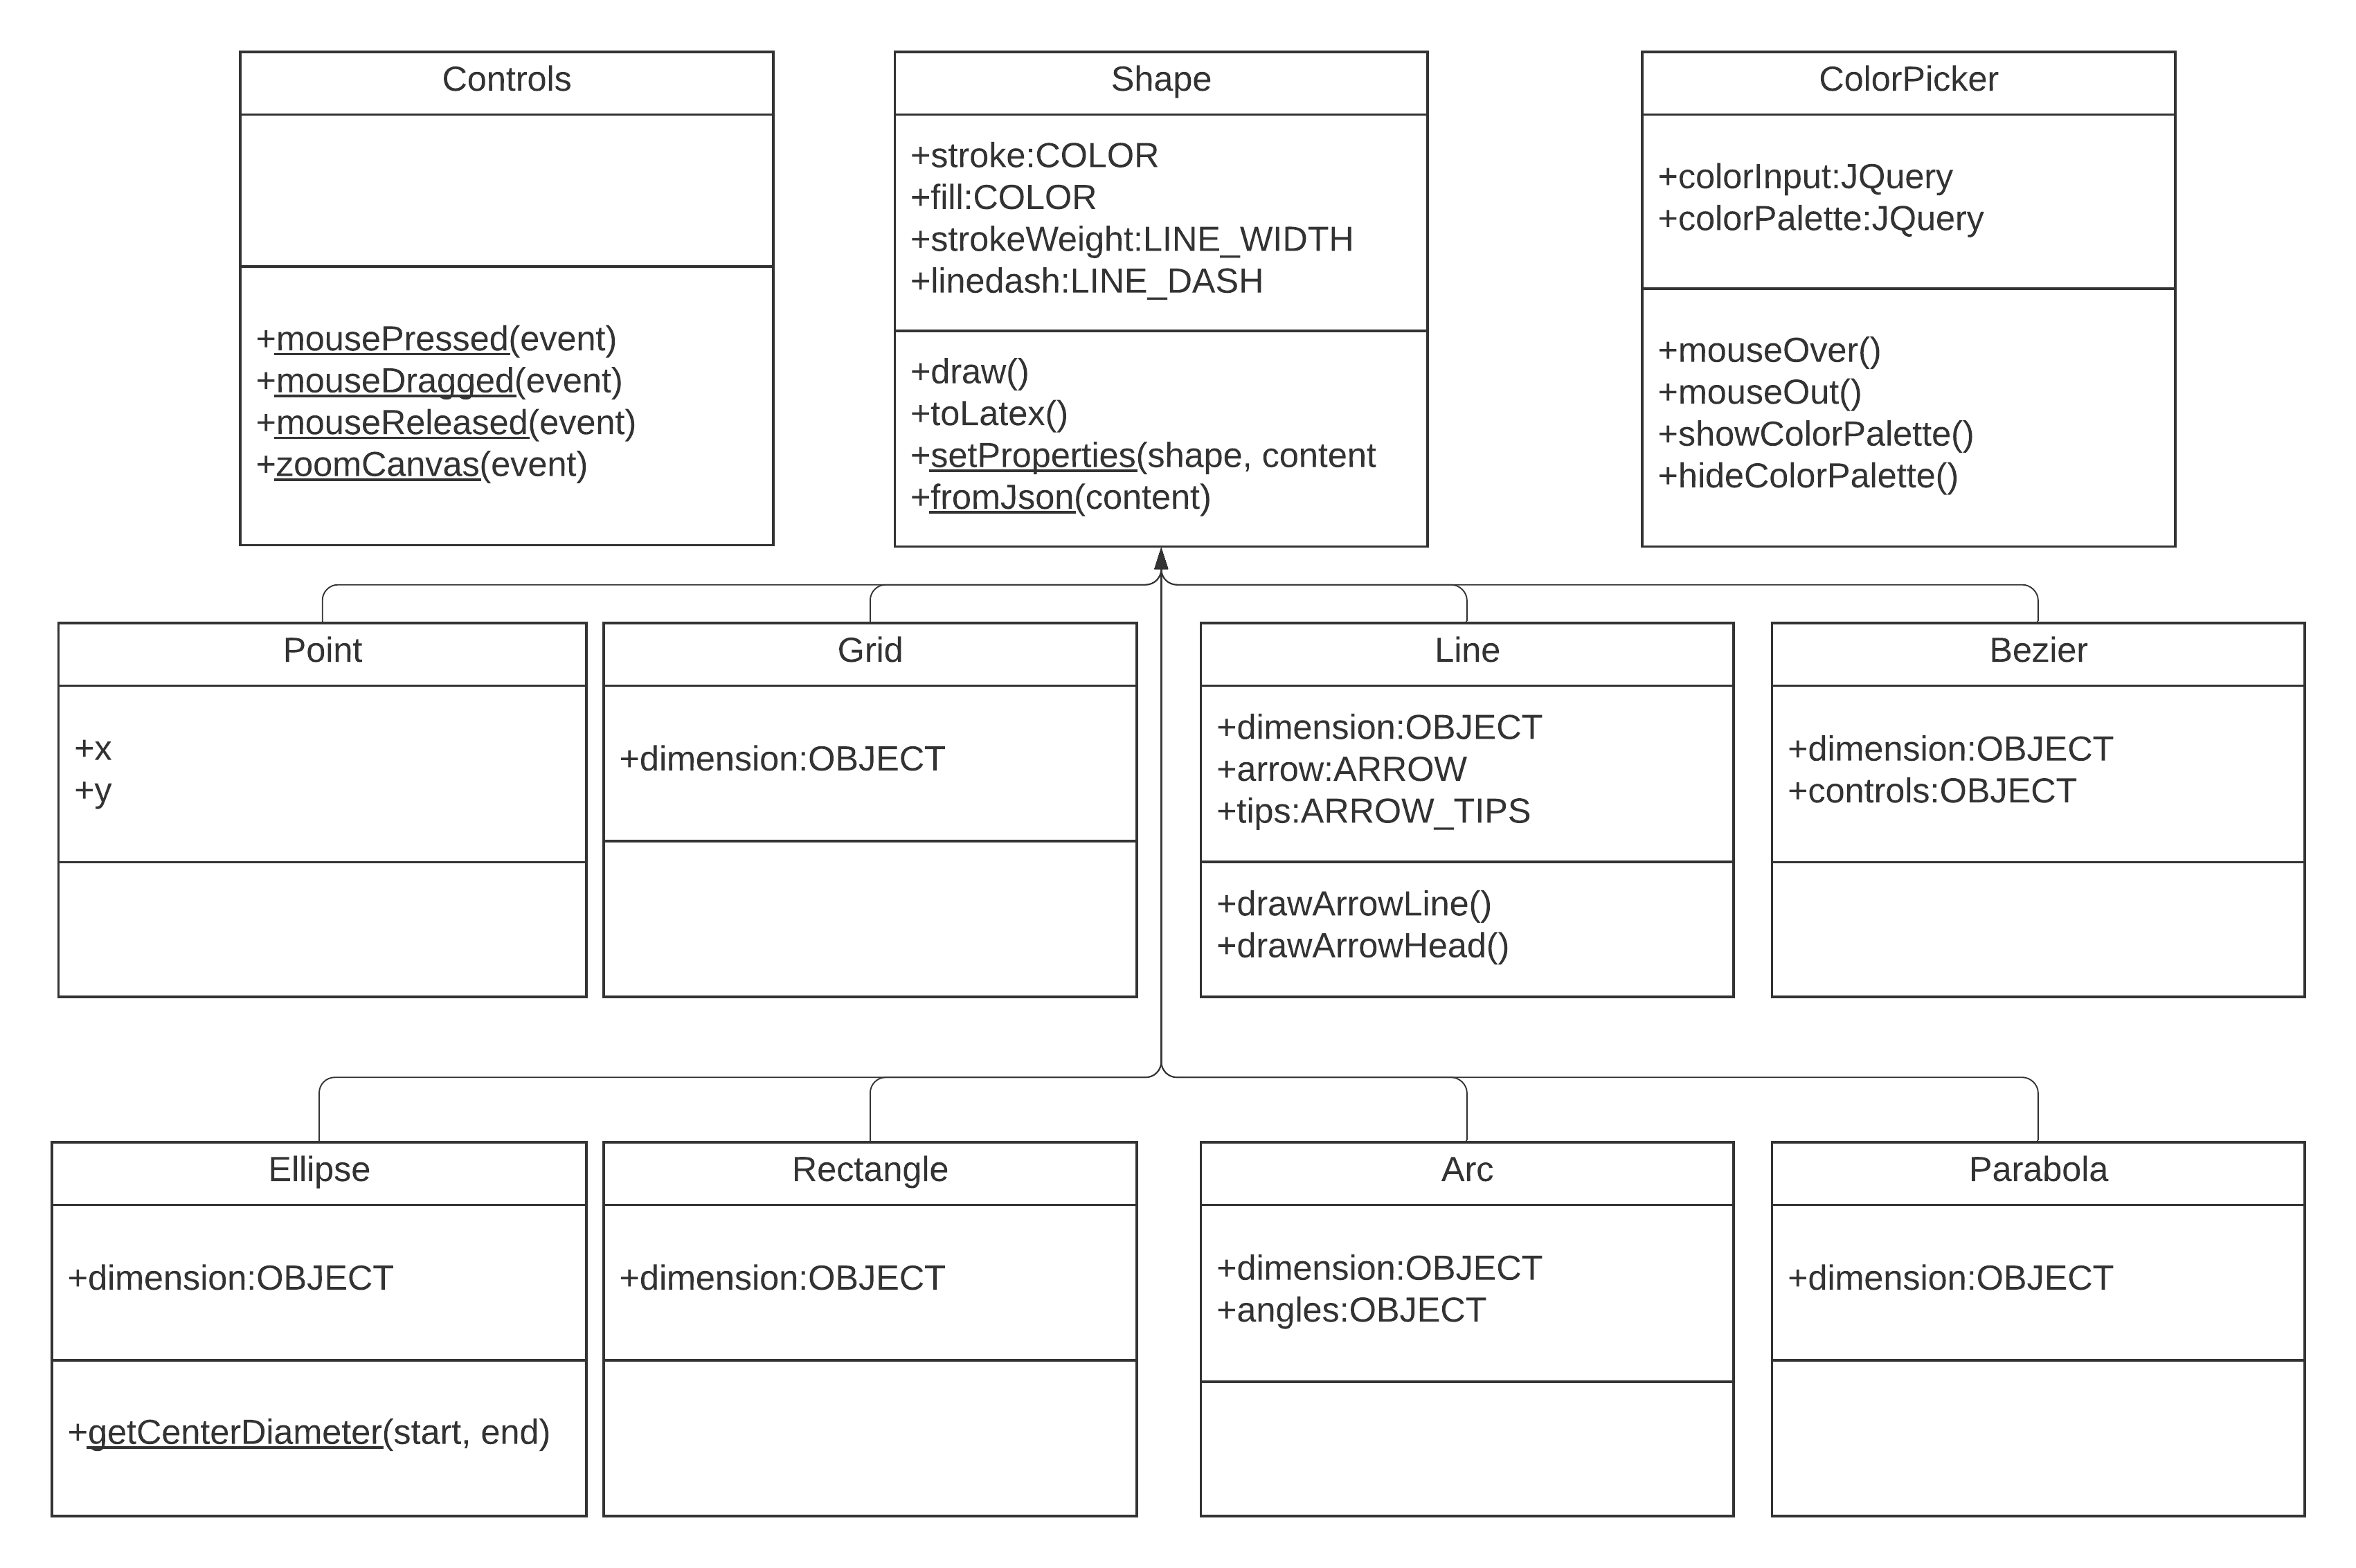 Controls
+mousePressed(event)
+mouseDragged(event)
+mouseReleased(event)
+zoomCanvas(event)
Shape
+stroke:COLOR
+fill:COLOR
+strokeWeight:LINE_WIDTH
+linedash:LINE_DASH
+draw()
+toLatex()
+setProperties(shape, content
+fromJson(content)
ColorPicker
+colorInput:JQuery
+colorPalette:JQuery
+mouseOver()
+mouseOut()
+showColorPalette()
+hideColorPalette()
Point
+x
+y
Grid
+dimension:OBJECT
Line
+dimension:OBJECT
+arrow:ARROW
+tips:ARROW_TIPS
+drawArrowLine()
+drawArrowHead()
Bezier
+dimension:OBJECT
+controls:OBJECT
Ellipse
+dimension:OBJECT
+getCenterDiameter(start, end)
Rectangle
+dimension:OBJECT
Arc
+dimension:OBJECT
+angles:OBJECT
Parabola
+dimension:OBJECT